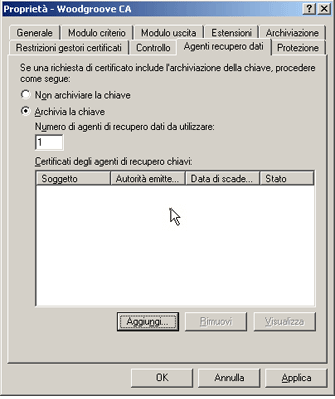 Proprietà - Woodgroove CA
Generale Modulo criterio Modulo uscita Estensioni Archiviazione
Restrizioni gestori certificati Controllo Agenti recupero dati Protezione
Se una richiesta di certificato include l'archiviazione della chiave, procedere
come segue:
Non archiviare la chiave
Archivia la chiave
Numero di agenti di recupero dati da utilizzare:
1
Certificati degli agenti di recupero chiavi:
Soggetto Autorità emitte... Data di scade... Stato
Aggiungi... Rimuovi Visualizza
OK Annulla Applica